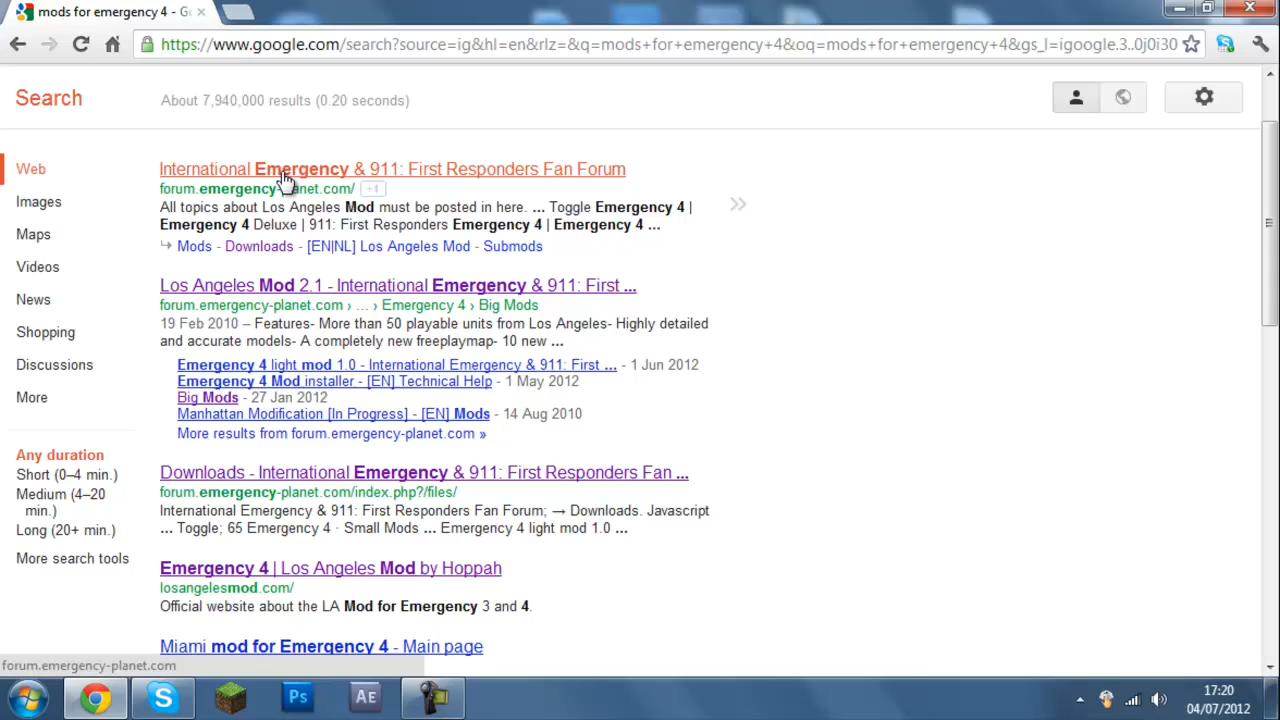 mods for emergency 4 - G
https://www.google.com/search?source=ig&hl=en&rlz=&q=mods+for+emergency+4&oq=mods+for+emergency+4&gs_l=igoogle.3..0j0i30
Search
About 7,940,000 results (0.20 seconds)
Web
Images
Maps
Videos
News
Shopping
Discussions
More
Any duration
Short (0–4 min.)
Medium (4–20
min.)
Long (20+ min.)
More search tools
International Emergency & 911: First Responders Fan Forum
forum.emergency-planet.com/ +1
All topics about Los Angeles Mod must be posted in here. ... Toggle Emergency 4 |
Emergency 4 Deluxe | 911: First Responders Emergency 4 | Emergency 4 ...
Mods - Downloads - [EN|NL] Los Angeles Mod - Submods
Los Angeles Mod 2.1 - International Emergency & 911: First ...
forum.emergency-planet.com › ... › Emergency 4 › Big Mods
19 Feb 2010 – Features- More than 50 playable units from Los Angeles- Highly detailed
and accurate models- A completely new freeplaymap- 10 new ...
Emergency 4 light mod 1.0 - International Emergency & 911: First ... - 1 Jun 2012
Emergency 4 Mod installer - [EN] Technical Help - 1 May 2012
Big Mods - 27 Jan 2012
Manhattan Modification [In Progress] - [EN] Mods - 14 Aug 2010
More results from forum.emergency-planet.com »
Downloads - International Emergency & 911: First Responders Fan ...
forum.emergency-planet.com/index.php?/files/
International Emergency & 911: First Responders Fan Forum; → Downloads. Javascript
... Toggle; 65 Emergency 4 · Small Mods ... Emergency 4 light mod 1.0 ...
Emergency 4 | Los Angeles Mod by Hoppah
losangelesmod.com/
Official website about the LA Mod for Emergency 3 and 4.
Miami mod for Emergency 4 - Main page
forum.emergency-planet.com
Ps
AE
17:20
04/07/2012